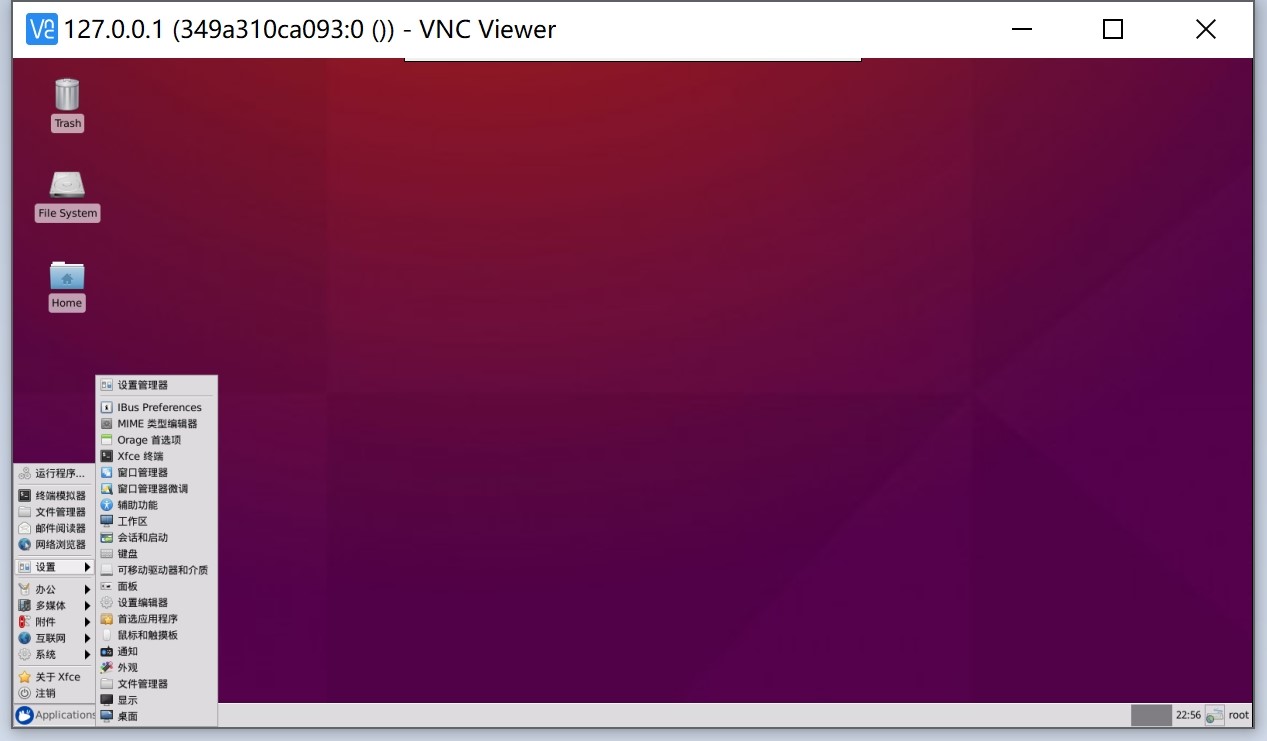 127.0.0.1 (349a310ca093:0 ()) - VNC Viewer
Trash
File System
Home
设置管理器
IBus Preferences
MIME 类型编辑器
Orage 首选项
Xfce 终端
窗口管理器
窗口管理器微调
辅助功能
工作区
会话和启动
键盘
可移动驱动器和介质
面板
设置编辑器
首选应用程序
鼠标和触摸板
通知
外观
文件管理器
显示
桌面
运行程序...
终端模拟器
文件管理器
邮件阅读器
网络浏览器
设置
办公
多媒体
附件
互联网
系统
关于 Xfce
注销
Applications
22:56
root